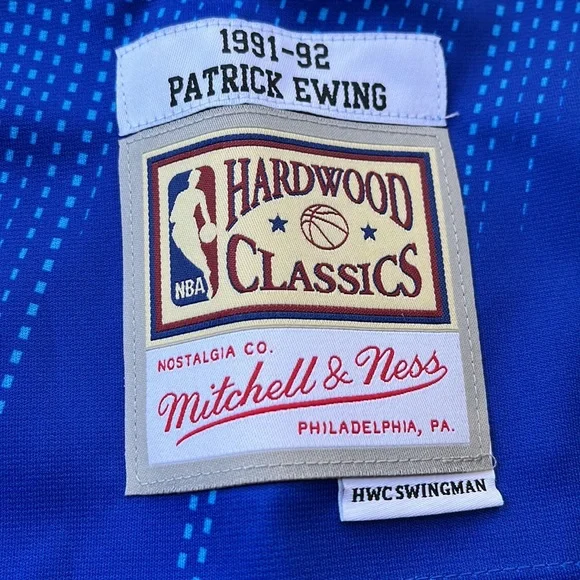 1991-92
PATRICK EWING
HARDWOOD
CLASSICS
NBA
NOSTALGIA CO.
Mitchell & Ness
PHILADELPHIA, PA.
HWC SWINGMAN